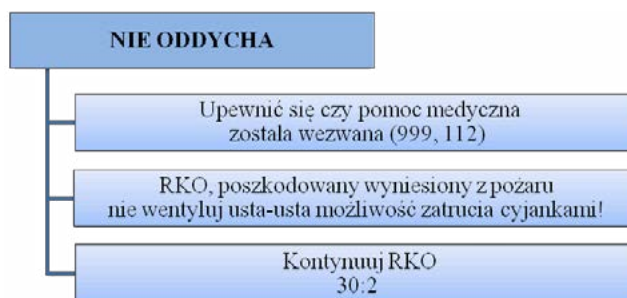 NIE ODDYCHA
Upewnić się czy pomoc medyczna
została wezwana (999, 112)
RKO, poszkodowany wyniesiony z pożaru
nie wentyluj usta-usta możliwość zatrucia cyjankami!
Kontynuuj RKO
30:2